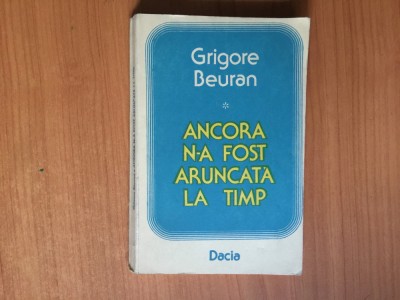 Grigore
Beuran
*
ANCORA
N-A FOST
ARUNCATA
LA TIMP
Dacia